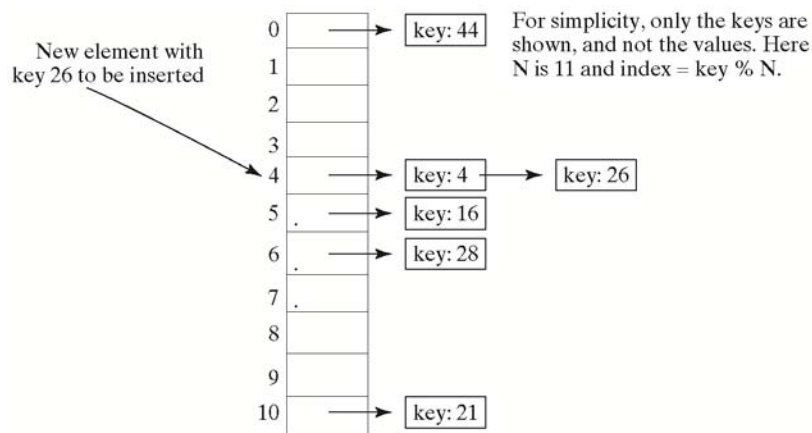 For simplicity, only the keys are
shown, and not the values. Here
N is 11 and index = key % N.
New element with
key 26 to be inserted
0
key: 44
1
2
3
4
key: 4
key: 26
5
key: 16
6
key: 28
7
8
9
10
key: 21